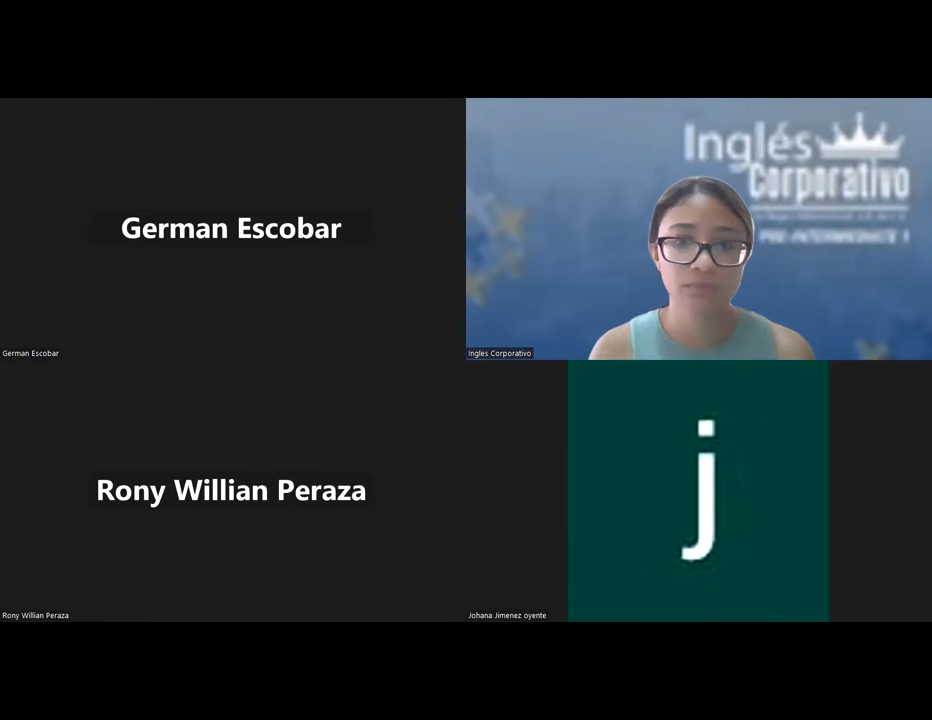 German Escobar
German Escobar
Inglés
Corporativo
PRE-INTERMEDIATE 1
Ingles Corporativo
Rony Willian Peraza
Rony Willian Peraza
j
Johana Jimenez oyente